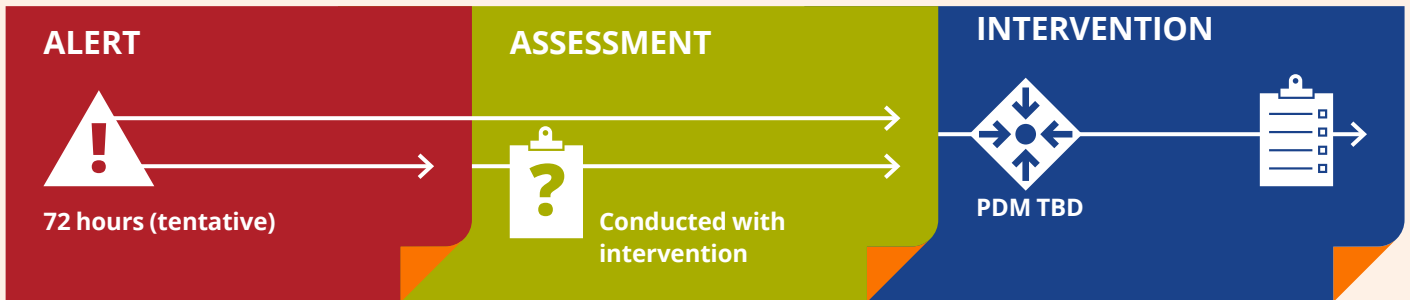 ALERT
72 hours (tentative)
ASSESSMENT
Conducted with
intervention
INTERVENTION
PDM TBD